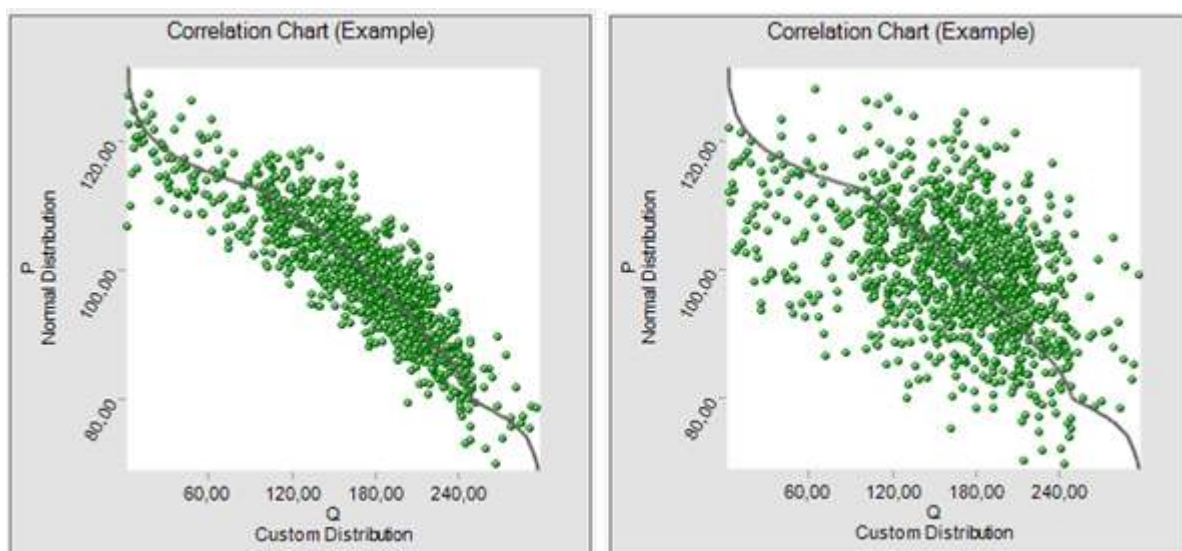 Correlation Chart (Example)
120,00
100,00
80,00
P
Normal Distribution
60,00 120,00 180,00 240,00
Q
Custom Distribution
Correlation Chart (Example)
120,00
100,00
80,00
P
Normal Distribution
60,00 120,00 180,00 240,00
Q
Custom Distribution